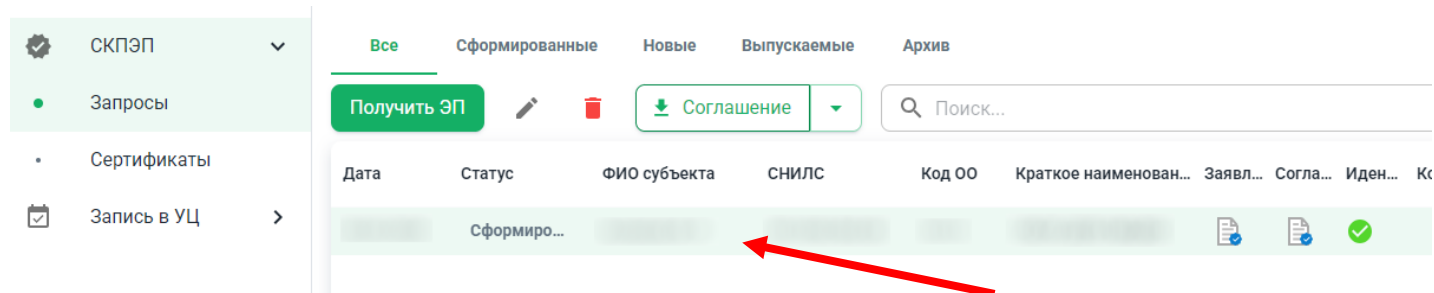 СКПЭП
Запросы
Сертификаты
Запись в УЦ
Все Сформированные Новые Выпускаемые Архив
Получить ЭП Соглашение Поиск...
Дата Статус ФИО субъекта СНИЛС Код ОО Краткое наименован... Заявл... Согла... Иден... Кс
Сформиро...